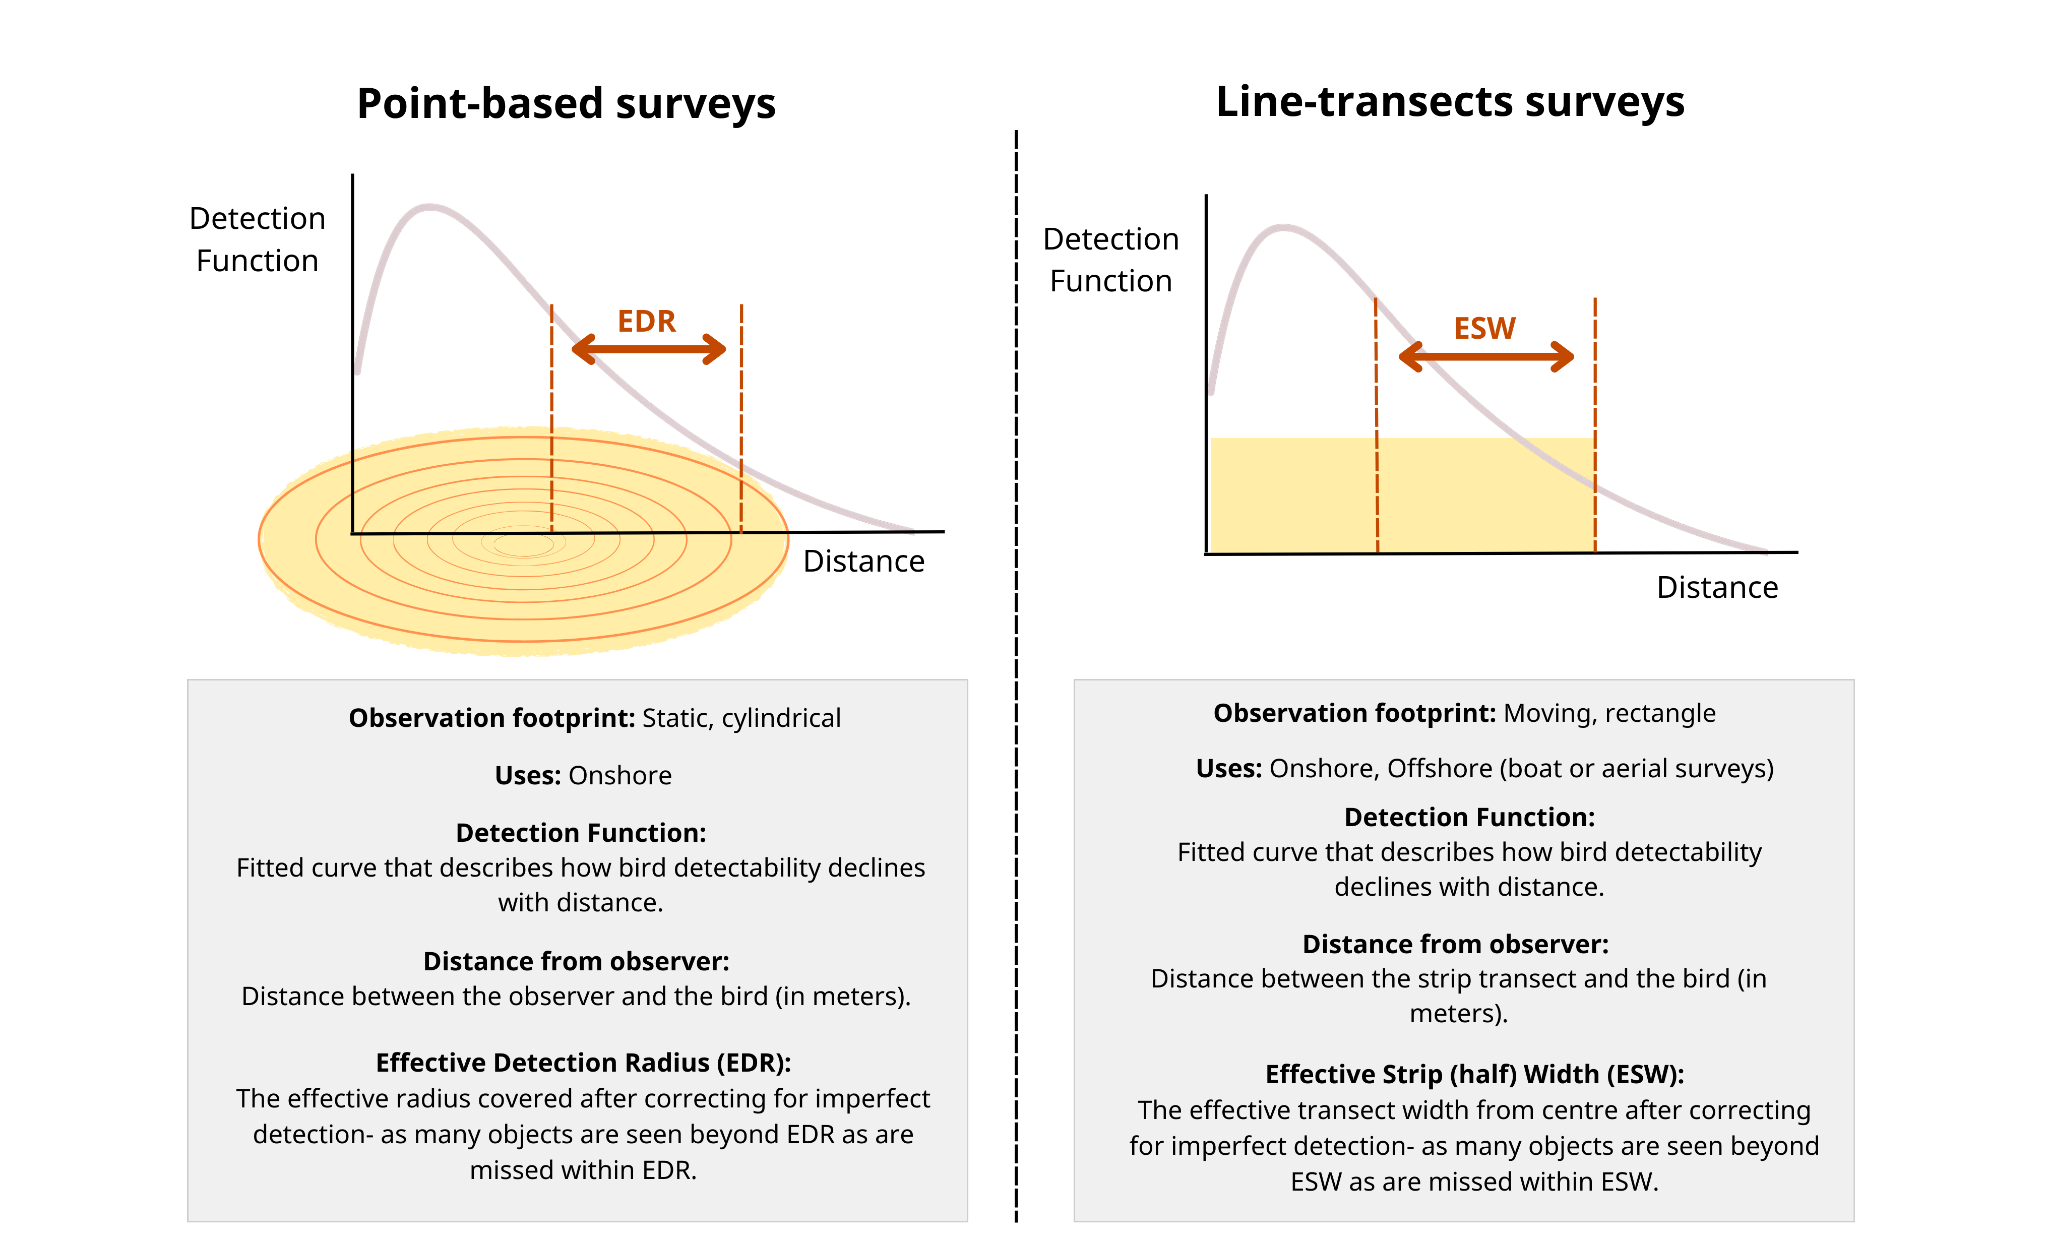 Point-based surveys
Detection
Function
EDR
Distance
Observation footprint: Static, cylindrical
Uses: Onshore
Detection Function:
Fitted curve that describes how bird detectability declines
with distance.
Distance from observer:
Distance between the observer and the bird (in meters).
Effective Detection Radius (EDR):
The effective radius covered after correcting for imperfect
detection- as many objects are seen beyond EDR as are
missed within EDR.
Line-transects surveys
Detection
Function
ESW
Distance
Observation footprint: Moving, rectangle
Uses: Onshore, Offshore (boat or aerial surveys)
Detection Function:
Fitted curve that describes how bird detectability
declines with distance.
Distance from observer:
Distance between the strip transect and the bird (in
meters).
Effective Strip (half) Width (ESW):
The effective transect width from centre after correcting
for imperfect detection- as many objects are seen beyond
ESW as are missed within ESW.